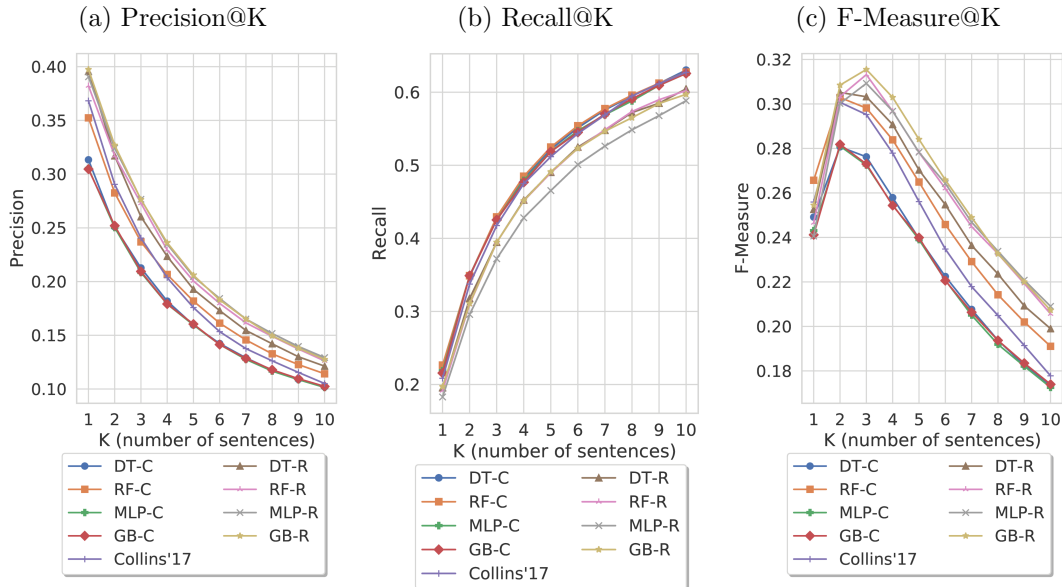 (a) Precision@K
0.40
0.35
0.30
0.25
0.20
0.15
0.10
Precision
1 2 3 4 5 6 7 8 9 10
K (number of sentences)
DT-C DT-R
RF-C RF-R
MLP-C MLP-R
GB-C GB-R
Collins'17
(b) Recall@K
0.6
0.5
0.4
0.3
0.2
Recall
1 2 3 4 5 6 7 8 9 10
K (number of sentences)
DT-C DT-R
RF-C RF-R
MLP-C MLP-R
GB-C GB-R
Collins'17
(c) F-Measure@K
0.32
0.30
0.28
0.26
0.24
0.22
0.20
0.18
F-Measure
1 2 3 4 5 6 7 8 9 10
K (number of sentences)
DT-C DT-R
RF-C RF-R
MLP-C MLP-R
GB-C GB-R
Collins'17